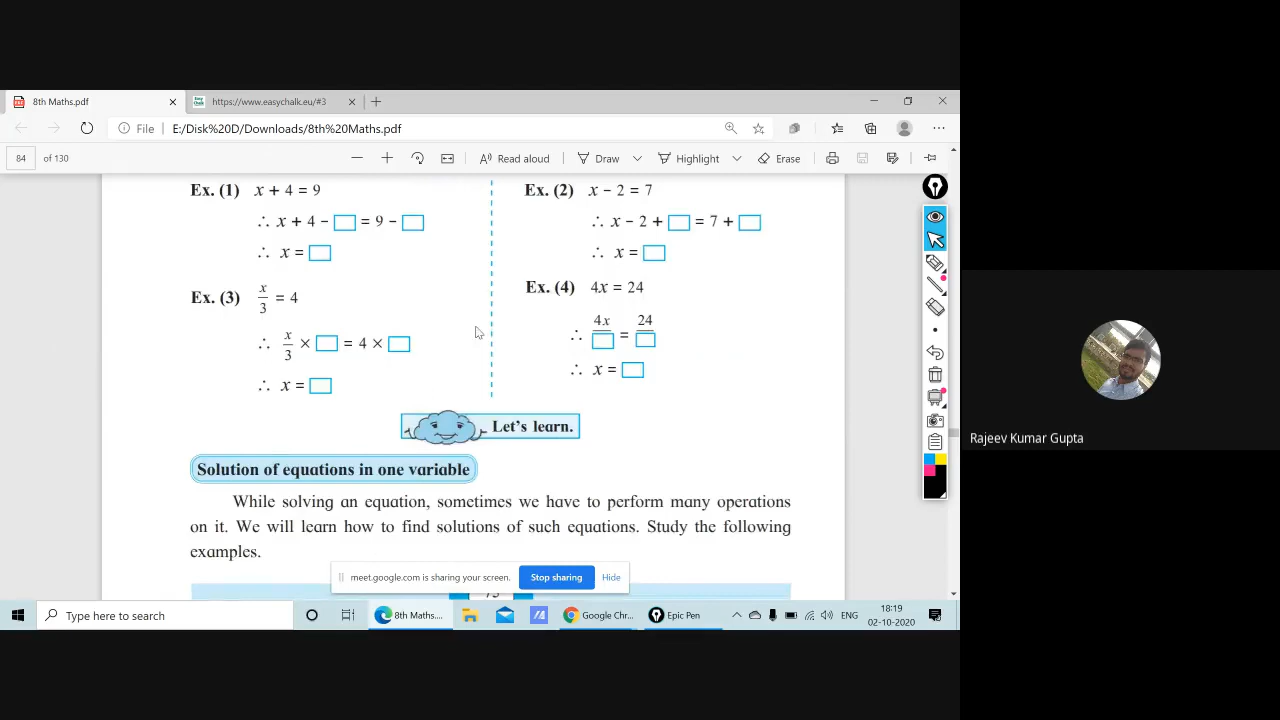 8th Maths.pdf
https://www.easychalk.eu/#3
File E:/Disk%20D/Downloads/8th%20Maths.pdf
84 of 130
Read aloud Draw Highlight Erase
Ex. (1) x + 4 = 9
∴ x + 4 − □ = 9 − □
∴ x = □
Ex. (2) x − 2 = 7
∴ x − 2 + □ = 7 + □
∴ x = □
Ex. (3) x/3 = 4
∴ x/3 × □ = 4 × □
∴ x = □
Ex. (4) 4x = 24
∴ 4x/□ = 24/□
∴ x = □
Let's learn.
Solution of equations in one variable
While solving an equation, sometimes we have to perform many operations
on it. We will learn how to find solutions of such equations. Study the following
examples.
meet.google.com is sharing your screen. Stop sharing Hide
Type here to search
8th Maths....
Google Chr...
Epic Pen
ENG
18:19
02-10-2020
Rajeev Kumar Gupta